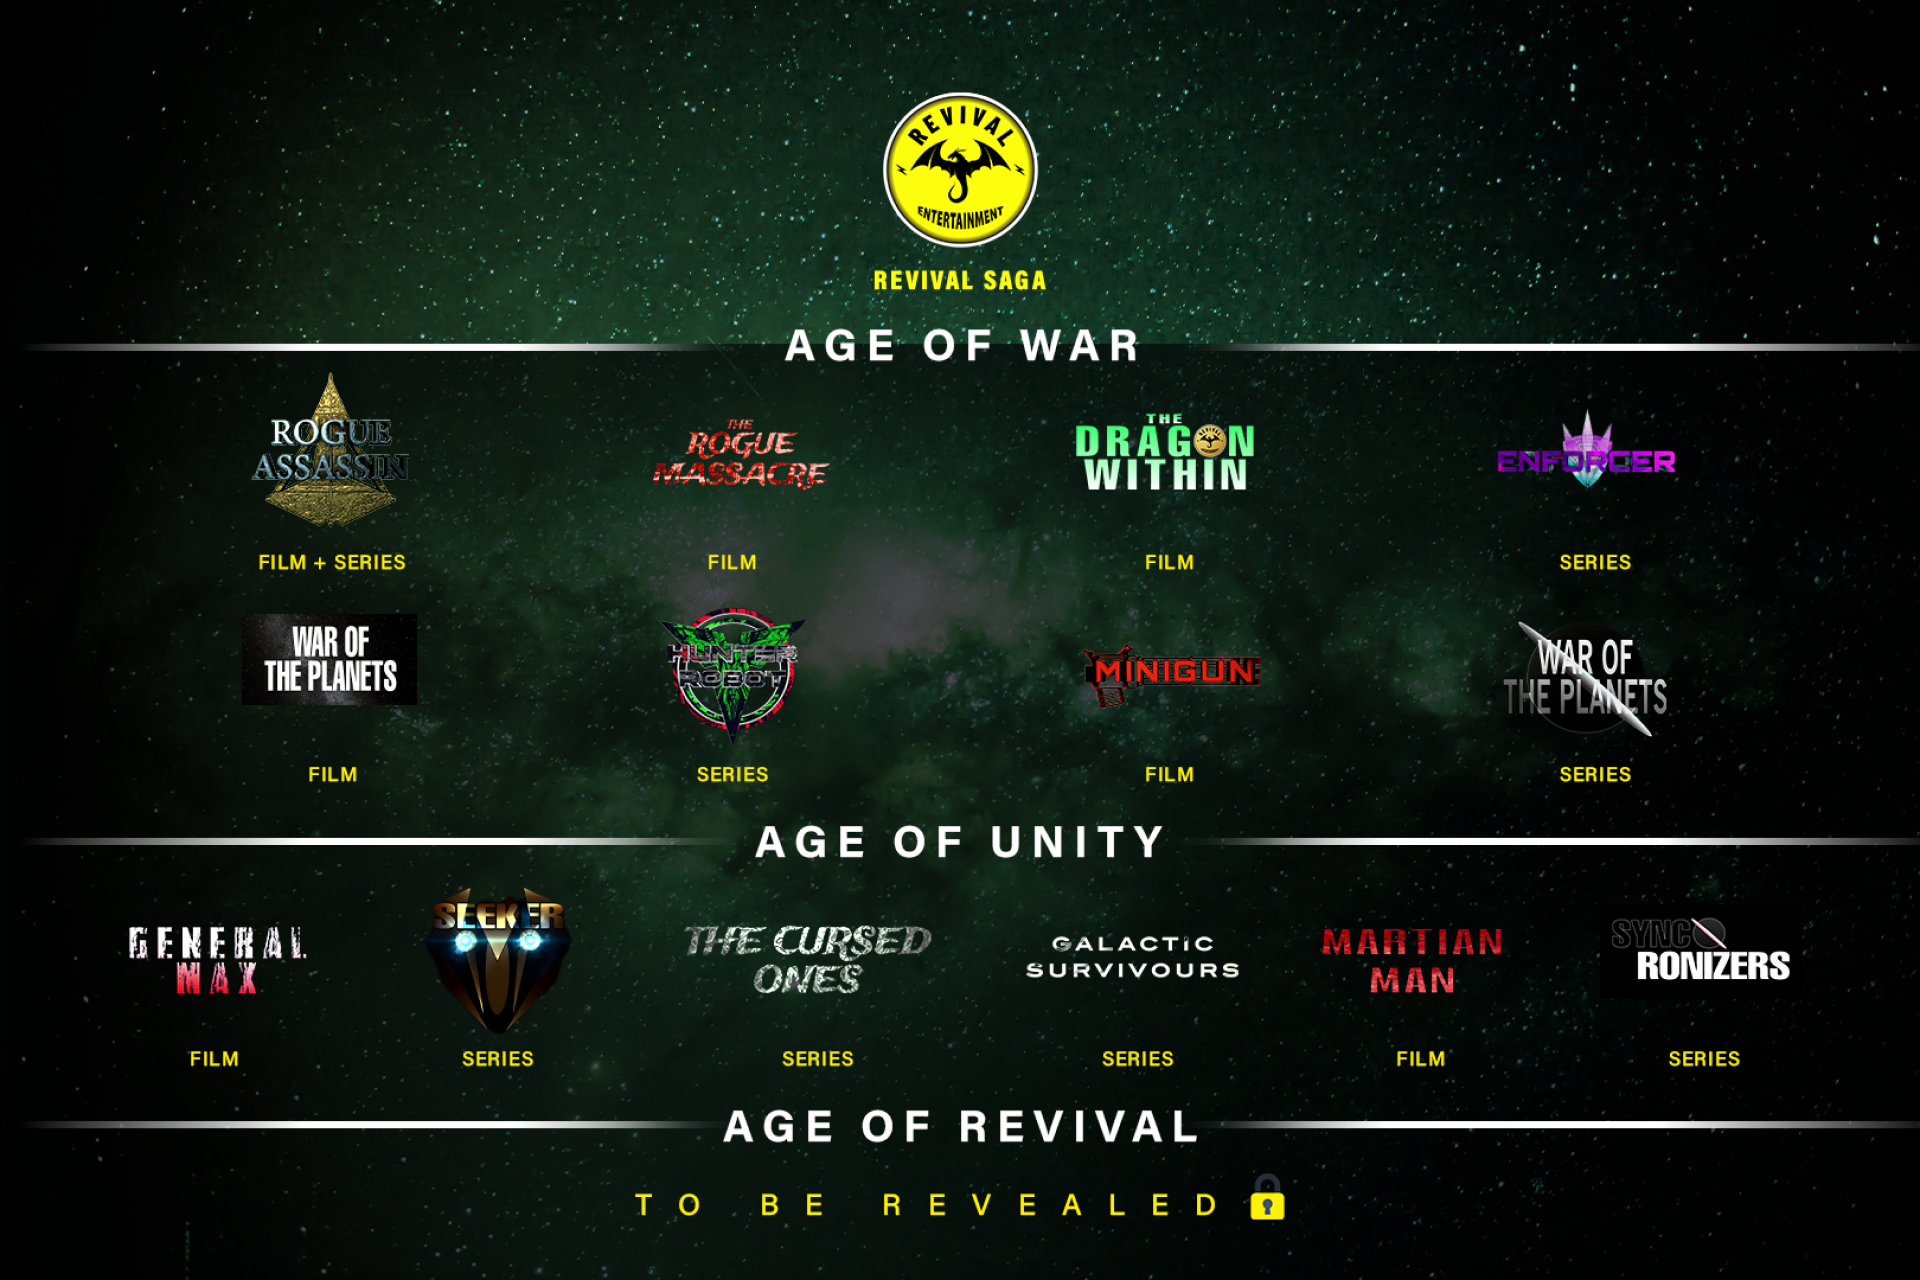 REVIVAL
ENTERTAINMENT
REVIVAL SAGA
AGE OF WAR
ROGUE
ASSASSIN
FILM + SERIES
THE
ROGUE
MASSACRE
FILM
THE
DRAGON
WITHIN
FILM
ENFORCER
SERIES
WAR OF
THE PLANETS
FILM
HUNTER
ROBOT
SERIES
MINIGUN
FILM
WAR OF
THE PLANETS
SERIES
AGE OF UNITY
GENERAL
MAX
FILM
SEEKER
SERIES
THE CURSED
ONES
SERIES
GALACTIC
SURVIVOURS
SERIES
MARTIAN
MAN
FILM
SYNCO
RONIZERS
SERIES
AGE OF REVIVAL
TO BE REVEALED